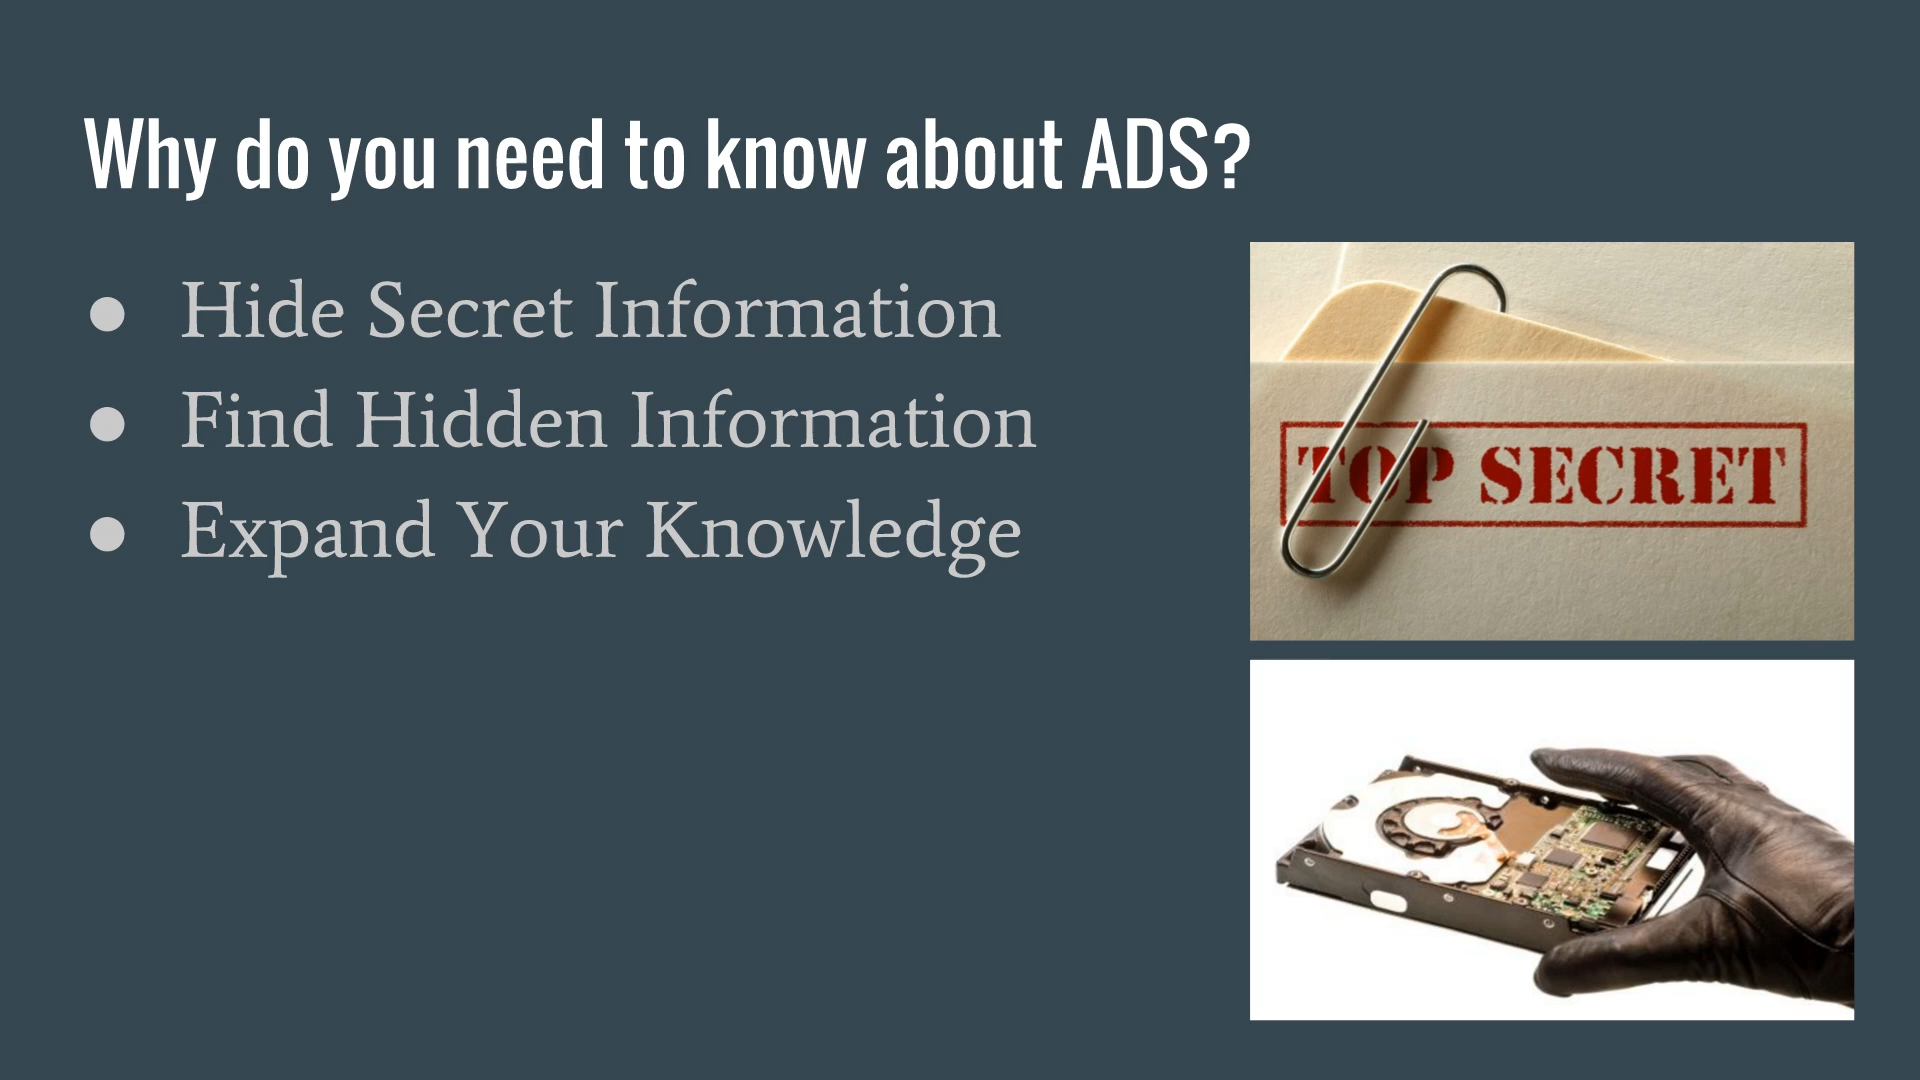 Why do you need to know about ADS?
● Hide Secret Information
● Find Hidden Information
● Expand Your Knowledge
TOP SECRET